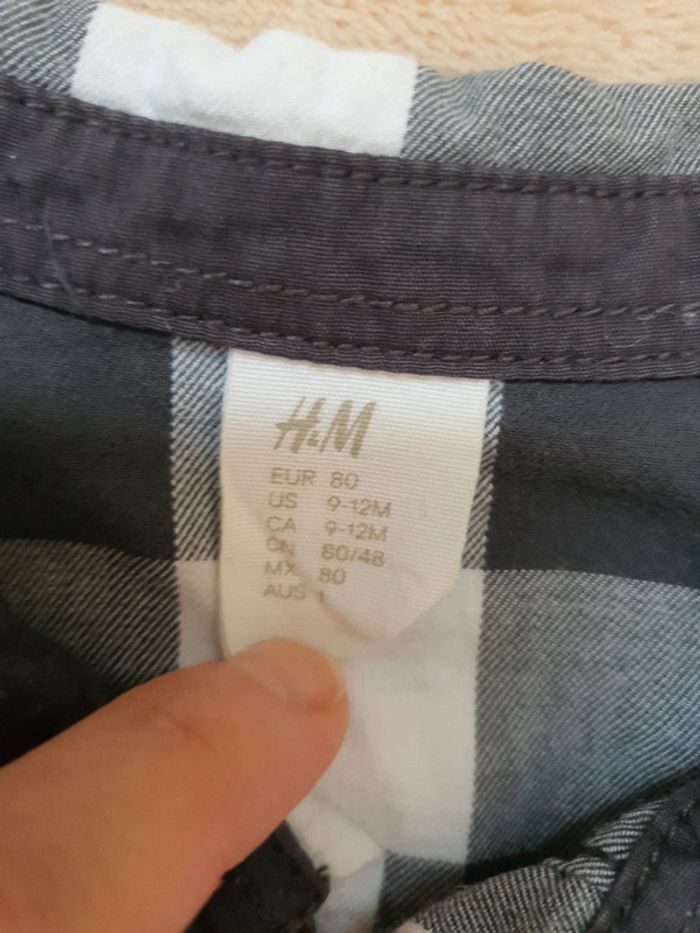 H&M
EUR 80
US 9-12M
CA 9-12M
CN 80/48
MX 80
AUS 1